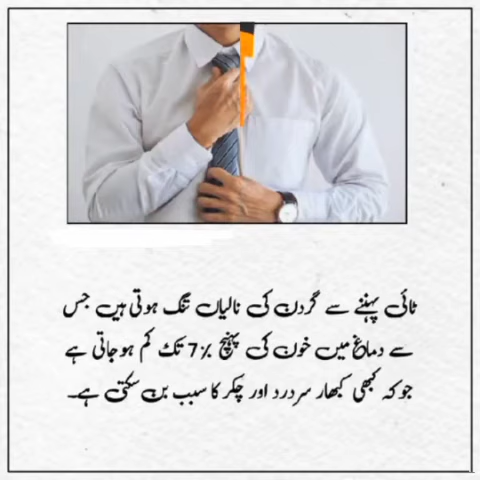 ٹائی پہننے سے گردن کی نالیاں تنگ ہوتی ہیں جس
سے دماغ میں خون کی پہنچ 7٪ تک کم ہو جاتی ہے
جو کہ کبھی کبھار سر درد اور چکر کا سبب بن سکتی ہے۔